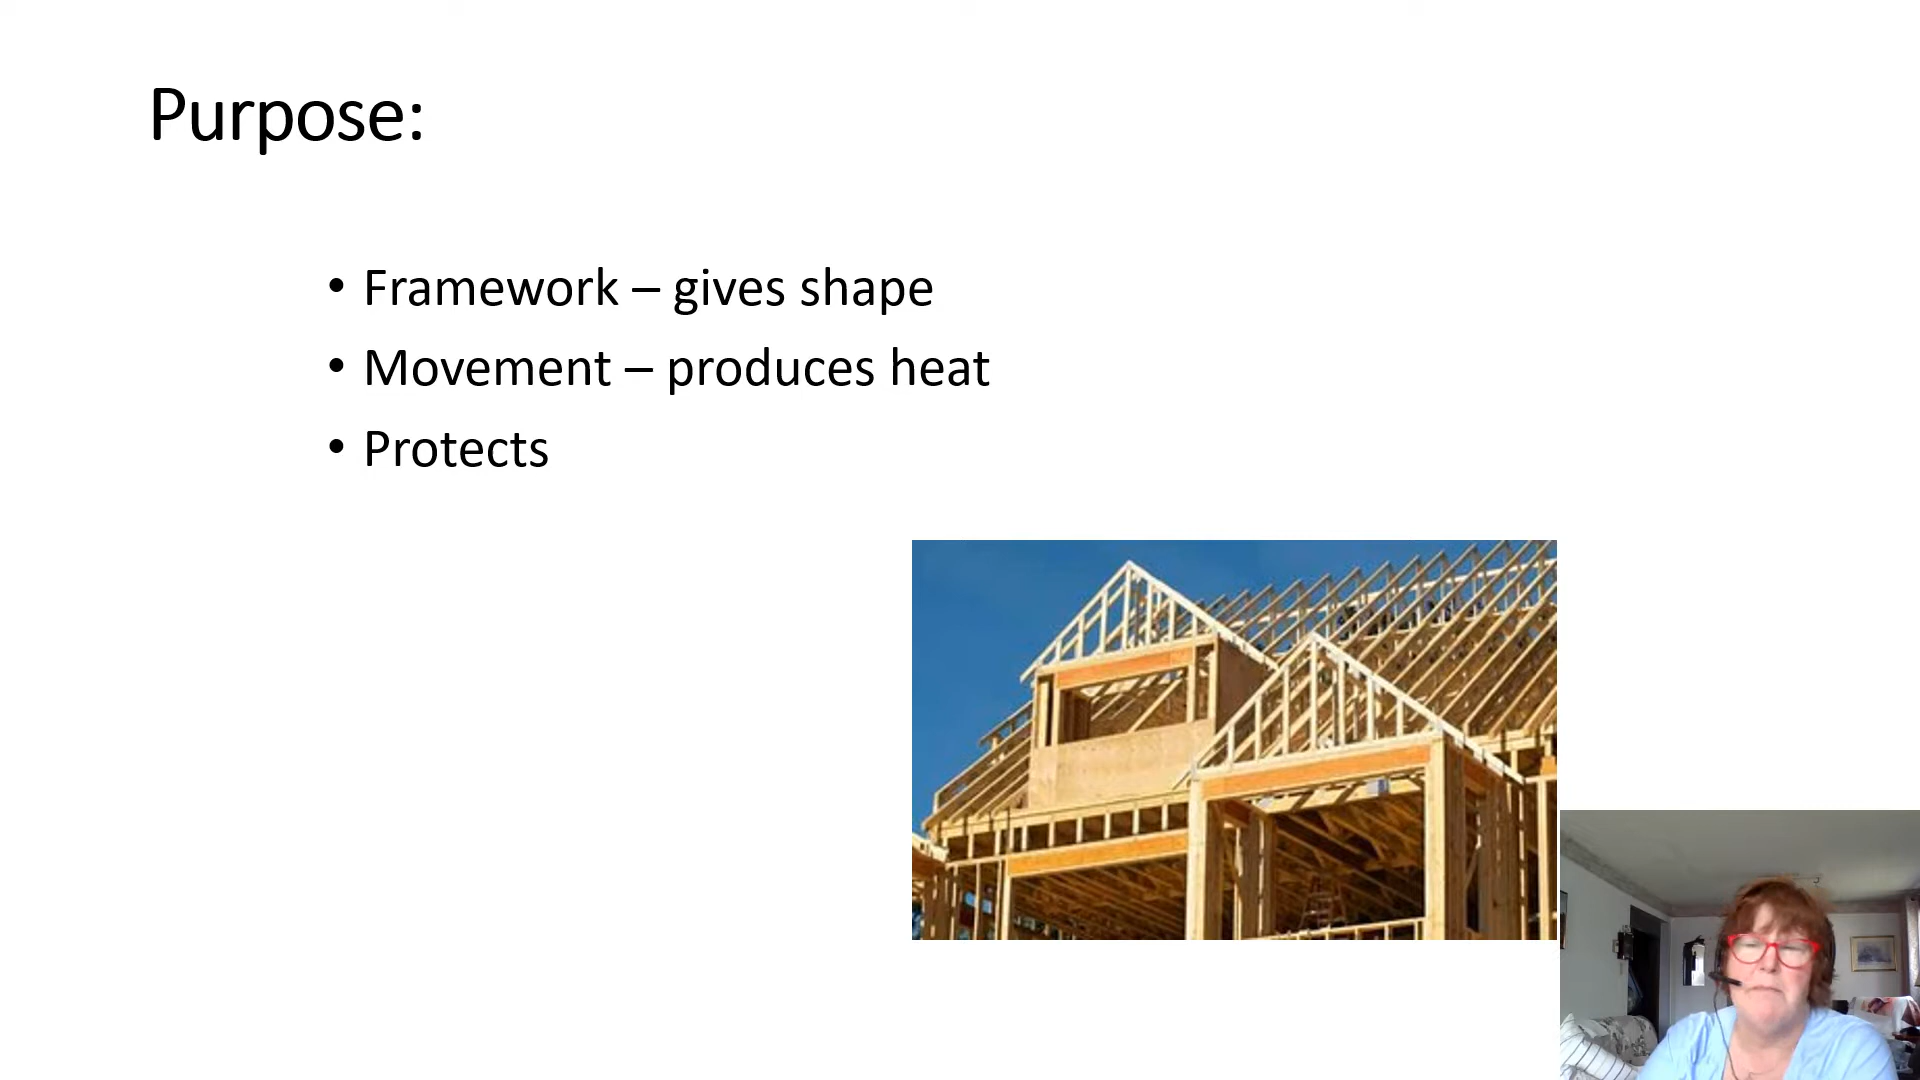 Purpose:
• Framework – gives shape
• Movement – produces heat
• Protects